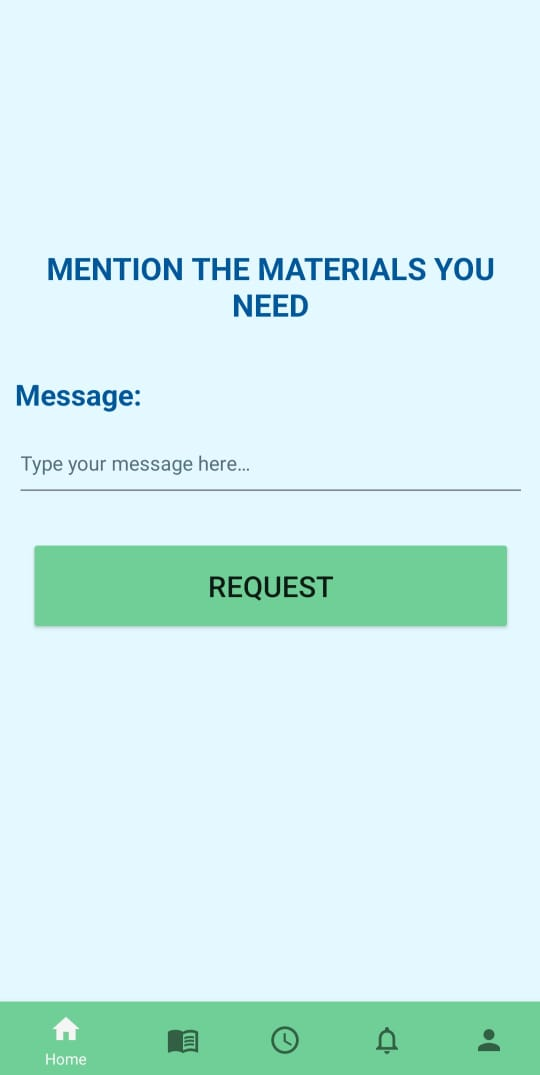 MENTION THE MATERIALS YOU
NEED
Message:
Type your message here...
REQUEST
Home